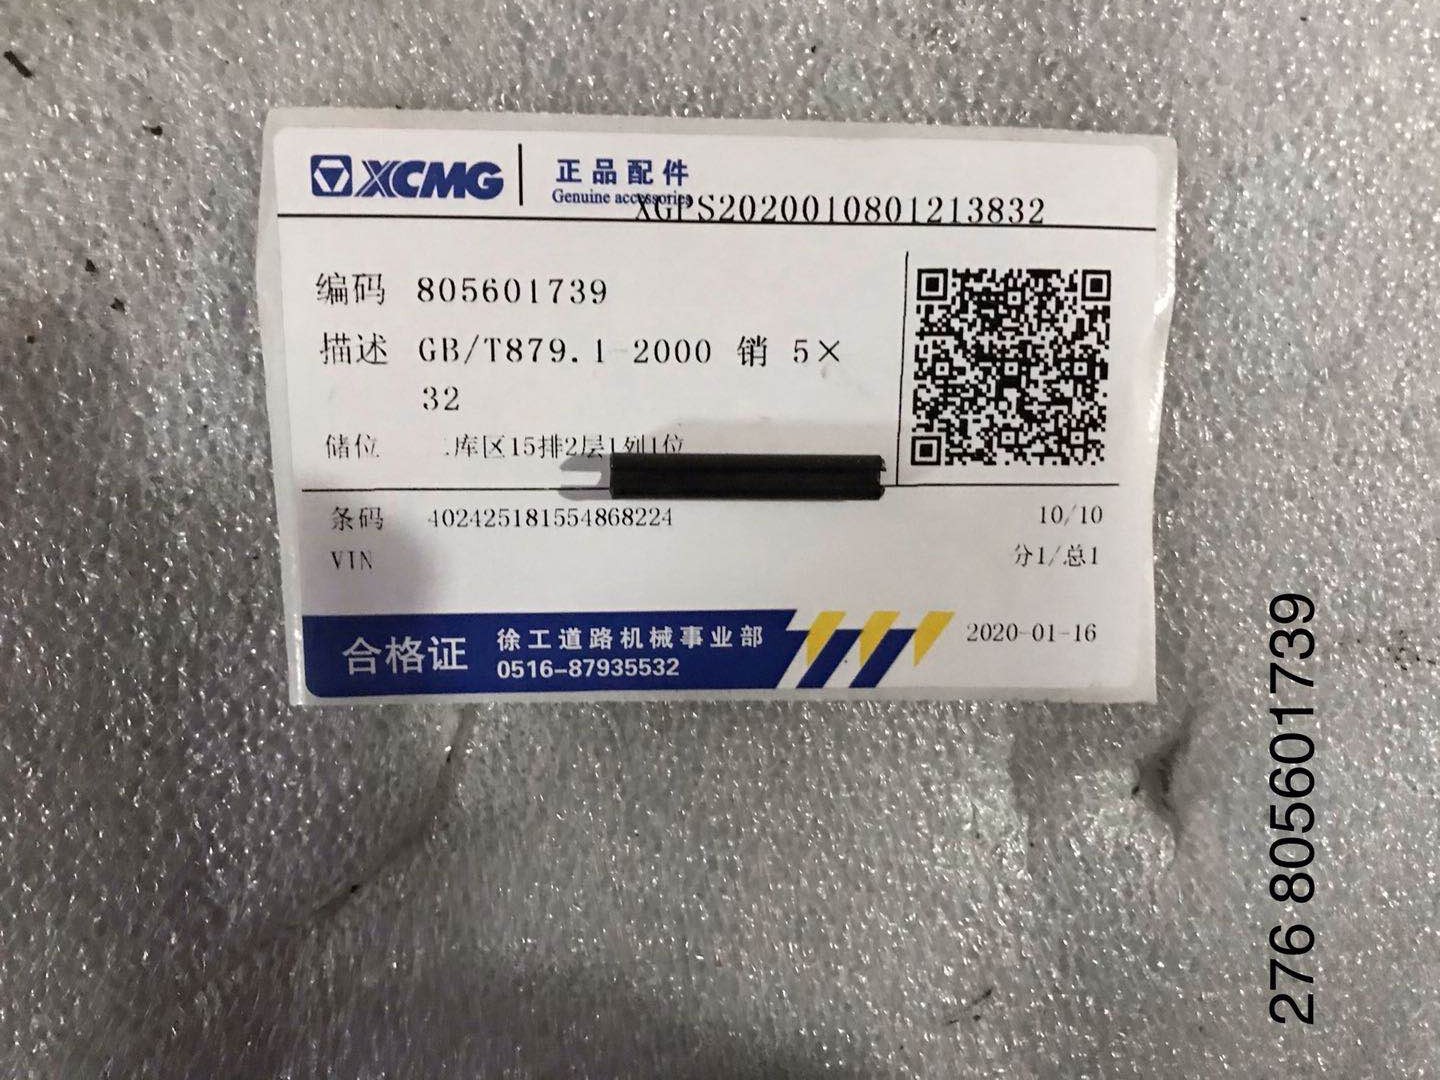 XCMG
正品配件
Genuine accessories
XGPS2020010801213832
编码 805601739
描述 GB/T879.1-2000 销 5×
32
储位 库区15排2层1列1位
条码 402425181554868224
10/10
VIN
分1/总1
合格证
徐工道路机械事业部
0516-87935532
2020-01-16
276 805601739